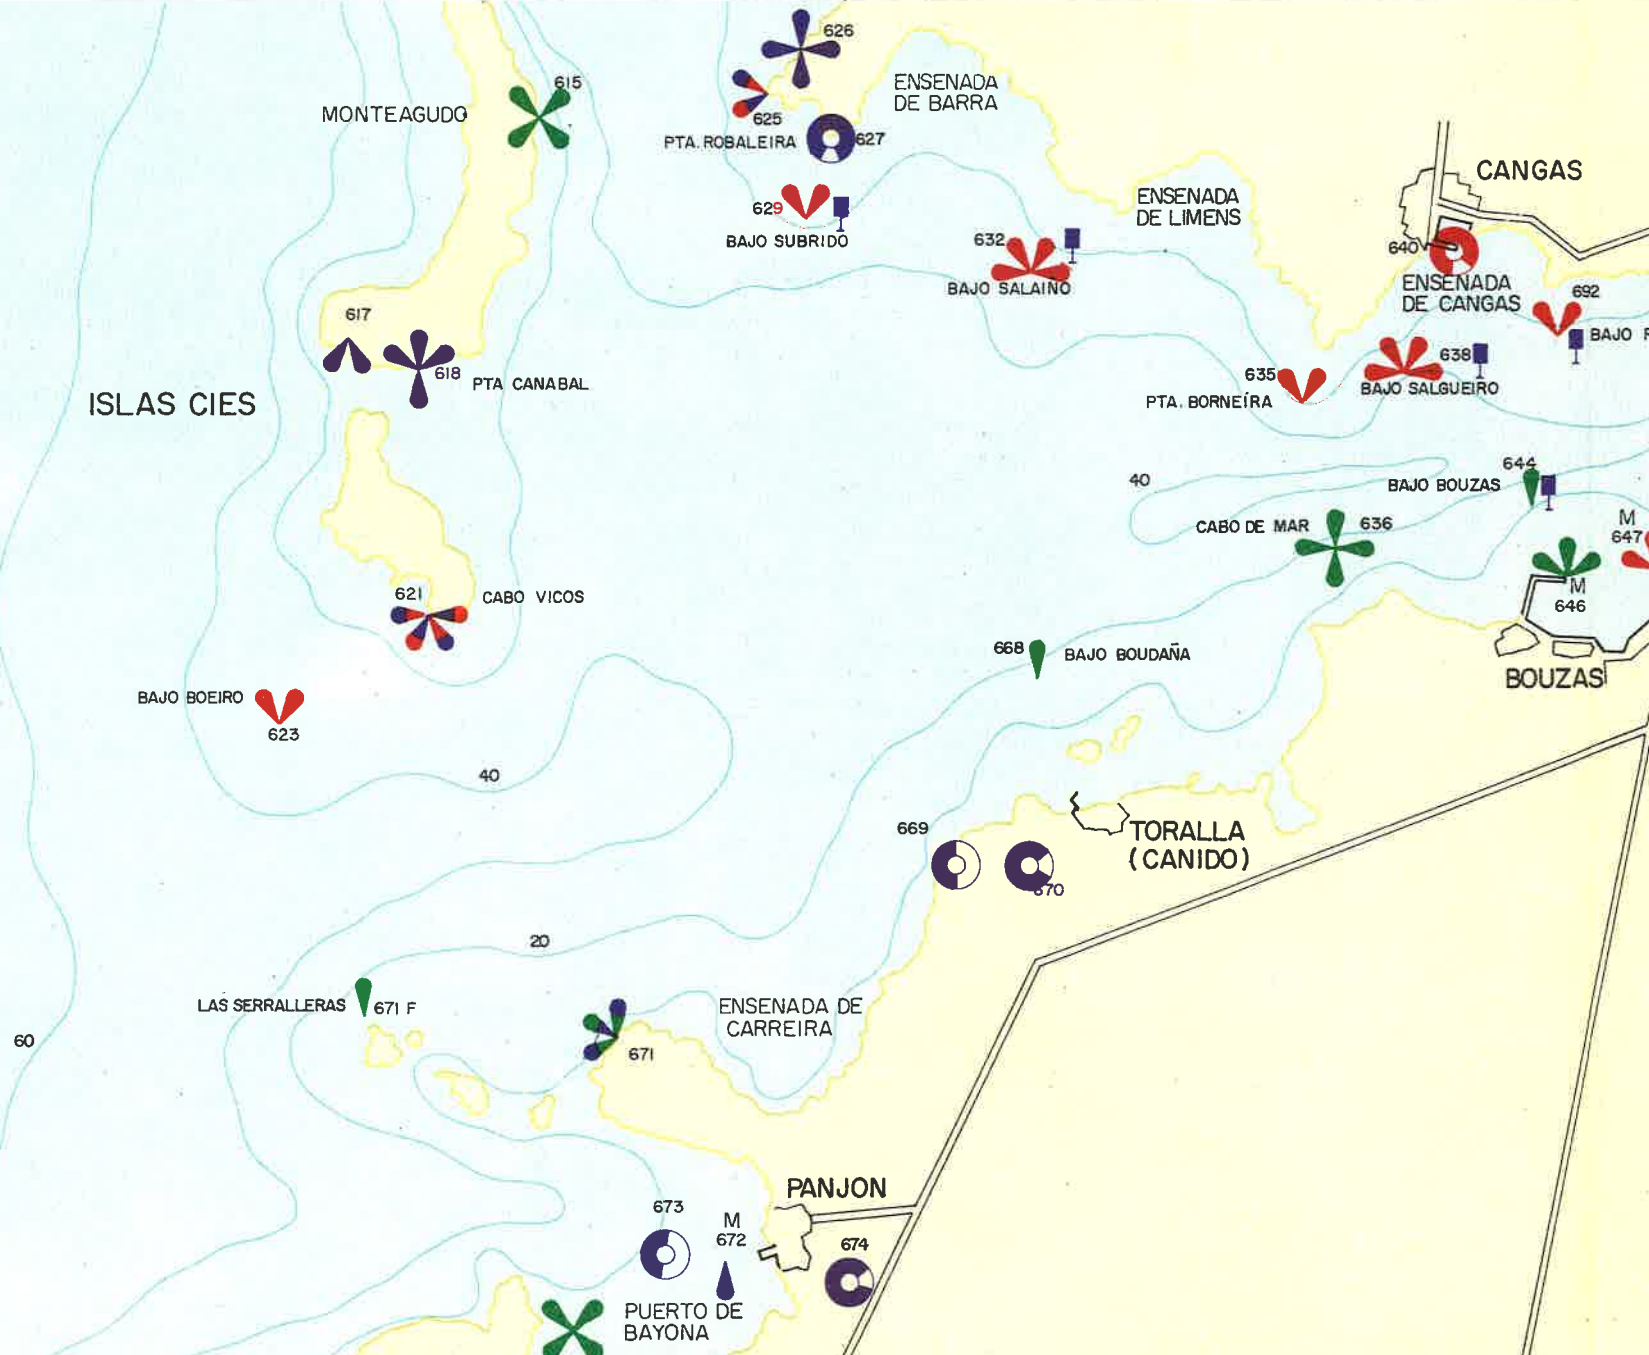 626
615
ENSENADA
DE BARRA
MONTEAGUDO
625
PTA. ROBALEIRA
627
CANGAS
629
ENSENADA
DE LIMENS
BAJO SUBRIDO
632
640
BAJO SALAIÑO
ENSENADA
DE CANGAS
692
617
BAJO
638
618
PTA CANABAL
635
BAJO SALGUEIRO
ISLAS CIES
PTA. BORNEÍRA
644
40
BAJO BOUZAS
CABO DE MAR
636
M
647
621
CABO VICOS
M
646
668
BAJO BOUDAÑA
BOUZAS
BAJO BOEIRO
623
40
669
TORALLA
(CANIDO)
670
20
LAS SERRALLERAS
671 F
ENSENADA DE
CARREIRA
60
671
PANJON
673
M
672
674
PUERTO DE
BAYONA